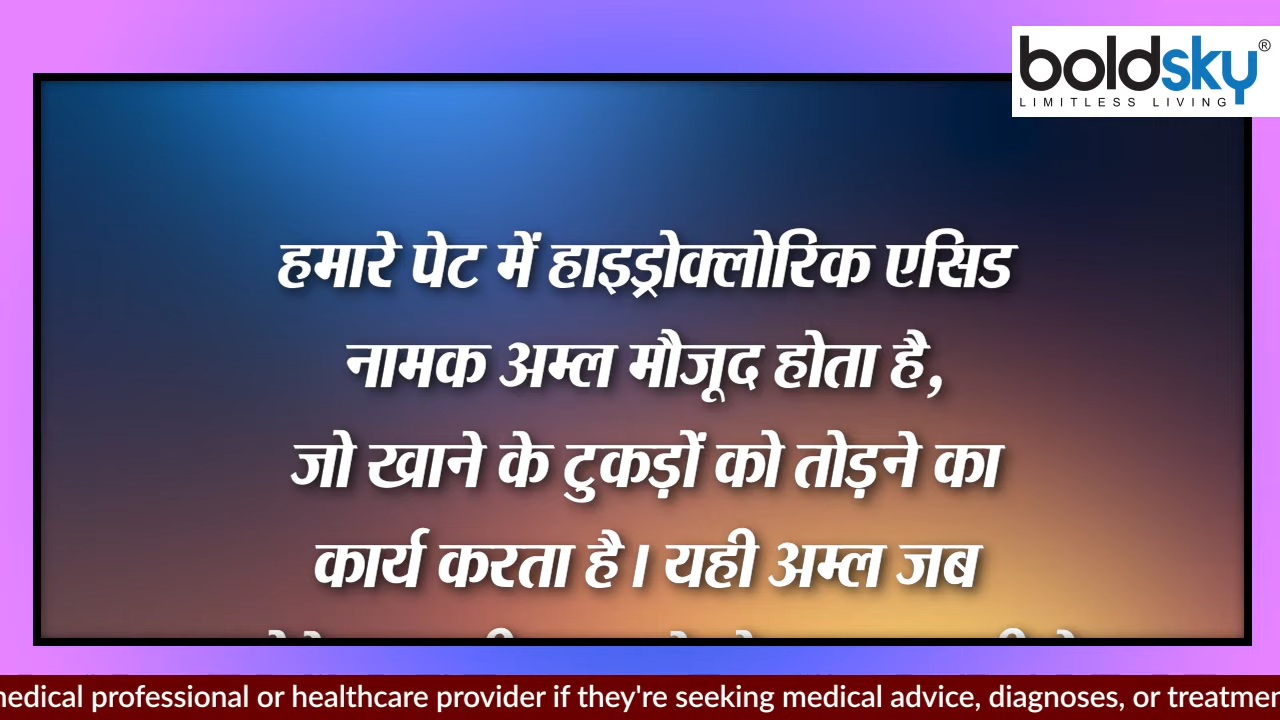 boldsky®
LIMITLESS LIVING
हमारे पेट में हाइड्रोक्लोरिक एसिड
नामक अम्ल मौजूद होता है,
जो खाने के टुकड़ों को तोड़ने का
कार्य करता है। यही अम्ल जब
medical professional or healthcare provider if they're seeking medical advice, diagnoses, or